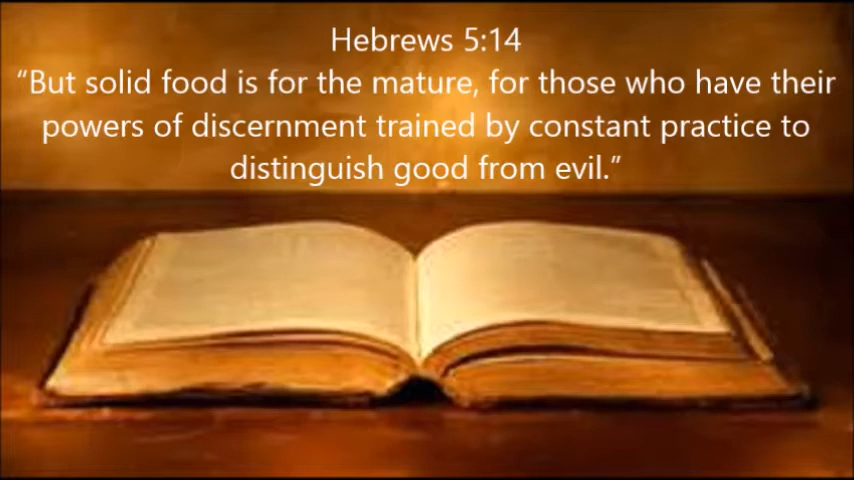 Hebrews 5:14
“But solid food is for the mature, for those who have their
powers of discernment trained by constant practice to
distinguish good from evil.”